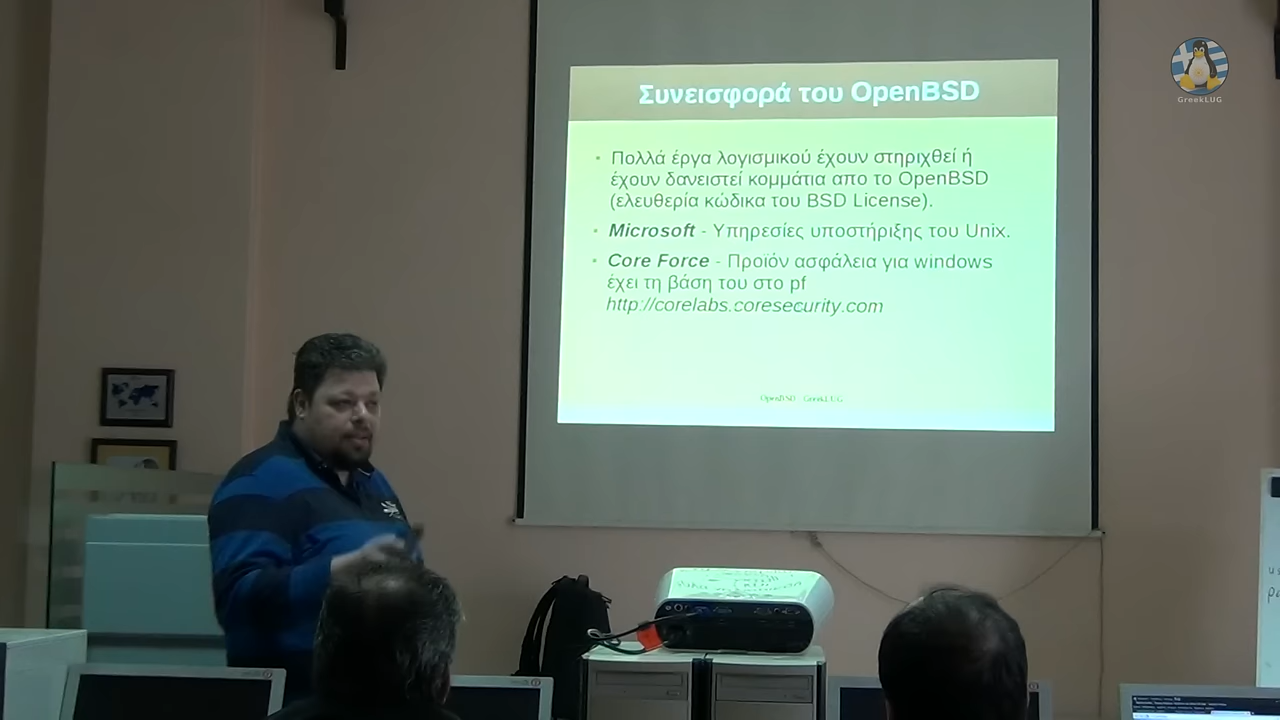 Συνεισφορά του OpenBSD
GreekLUG
• Πολλά έργα λογισμικού έχουν στηριχθεί ή
έχουν δανειστεί κομμάτια απο το OpenBSD
(ελευθερία κώδικα του BSD License).
• Microsoft - Υπηρεσίες υποστήριξης του Unix.
• Core Force - Προϊόν ασφάλεια για windows
έχει τη βάση του στο pf
http://corelabs.coresecurity.com
OpenBSD - GreekLUG